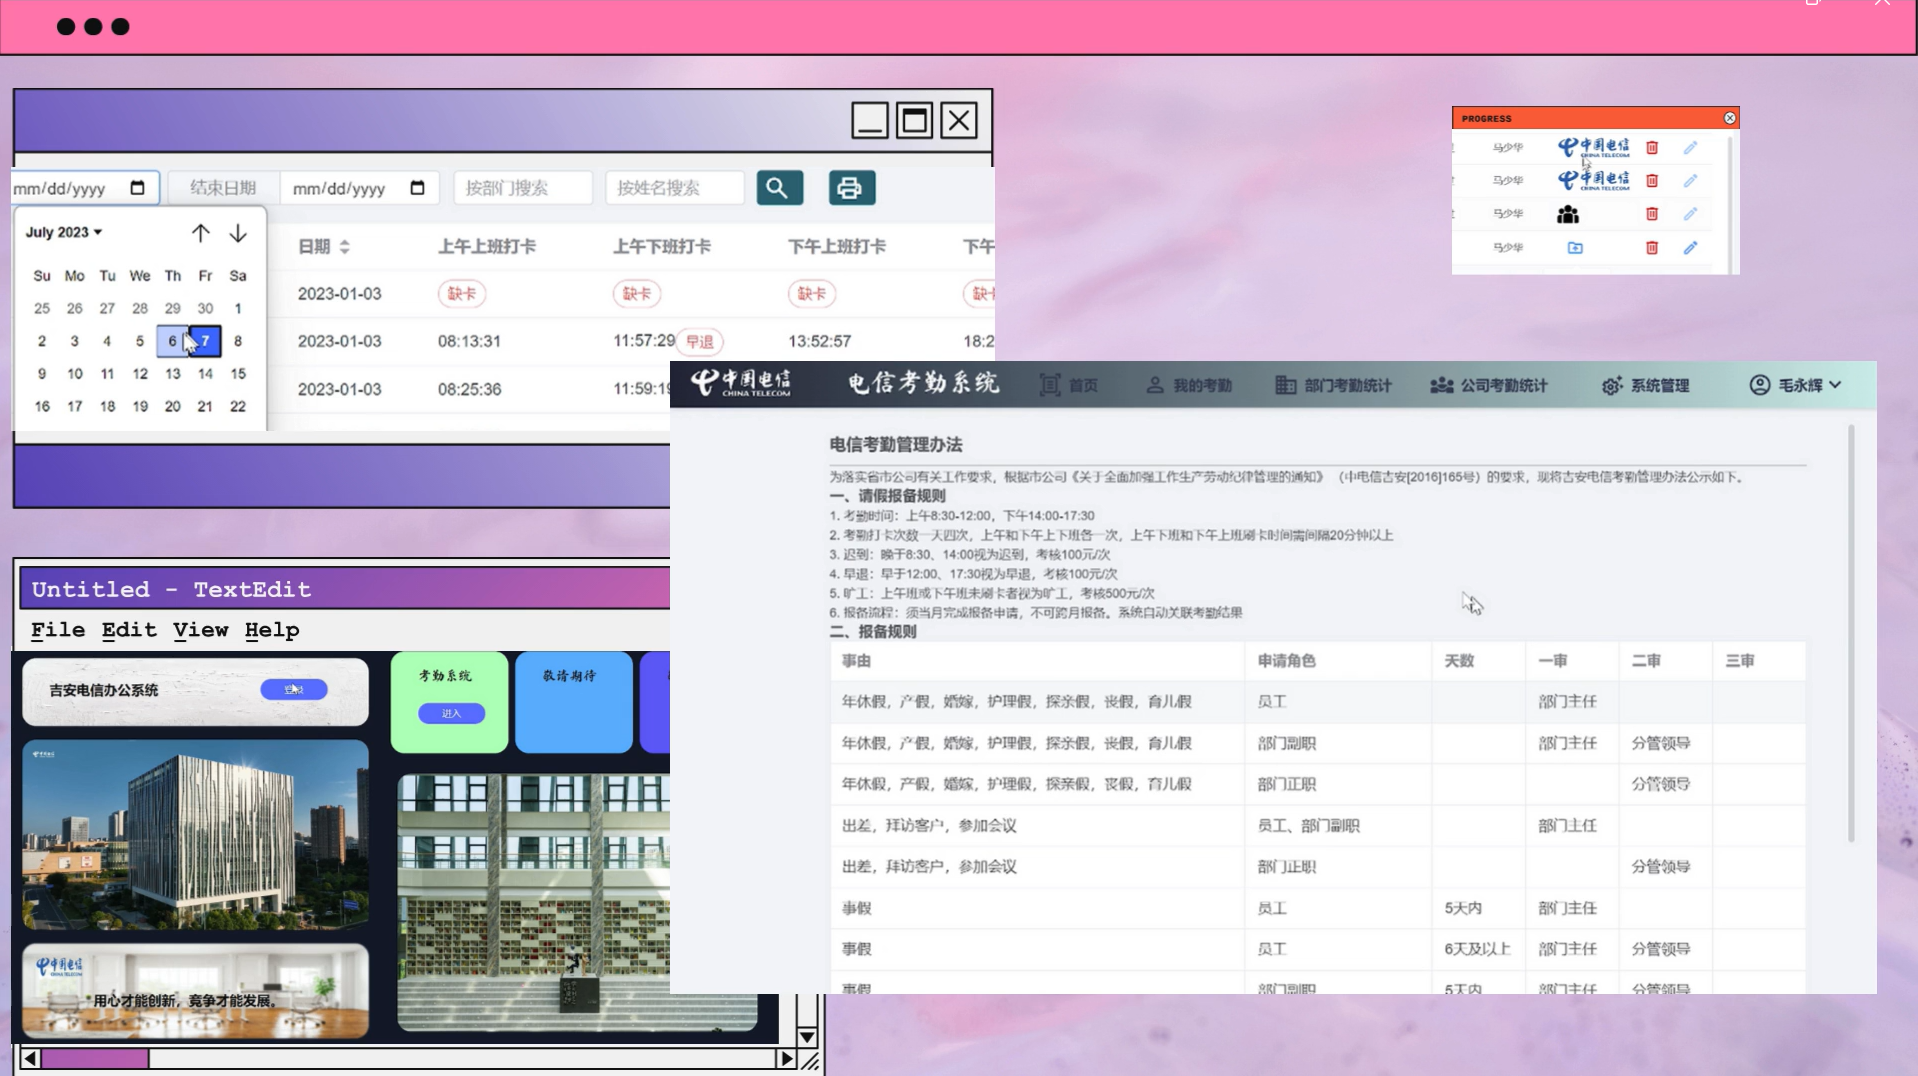 mm/dd/yyyy 结束日期 mm/dd/yyyy 按部门搜索 按姓名搜索
July 2023
Su Mo Tu We Th Fr Sa
25 26 27 28 29 30 1
2 3 4 5 6 7 8
9 10 11 12 13 14 15
16 17 18 19 20 21 22
日期 上午上班打卡 上午下班打卡 下午上班打卡 下午
2023-01-03 缺卡 缺卡 缺卡 缺卡
2023-01-03 08:13:31 11:57:29 早退 13:52:57 18:2
2023-01-03 08:25:36 11:59:19
PROGRESS
马少华 中国电信 CHINA TELECOM
马少华 中国电信 CHINA TELECOM
马少华
马少华
中国电信 CHINA TELECOM 电信考勤系统 首页 我的考勤 部门考勤统计 公司考勤统计 系统管理 毛永辉
电信考勤管理办法
为落实省市公司有关工作要求，根据市公司《关于全面加强工作生产劳动纪律管理的通知》（中电信吉安[2016]165号）的要求，现将吉安电信考勤管理办法公示如下。
一、请假报备规则
1. 考勤时间：上午8:30-12:00，下午14:00-17:30
2. 考勤打卡次数一天四次，上午和下午上下班各一次，上午下班和下午上班刷卡时间需间隔20分钟以上
3. 迟到：晚于8:30、14:00视为迟到，考核100元/次
4. 早退：早于12:00、17:30视为早退，考核100元/次
5. 旷工：上午班或下午班未刷卡者视为旷工，考核500元/次
6. 报备流程：须当月完成报备申请，不可跨月报备。系统自动关联考勤结果
二、报备规则
事由 申请角色 天数 一审 二审 三审
年休假，产假，婚嫁，护理假，探亲假，丧假，育儿假 员工 部门主任
年休假，产假，婚嫁，护理假，探亲假，丧假，育儿假 部门副职 部门主任 分管领导
年休假，产假，婚嫁，护理假，探亲假，丧假，育儿假 部门正职 分管领导
出差，拜访客户，参加会议 员工、部门副职 部门主任
出差，拜访客户，参加会议 部门正职 分管领导
事假 员工 5天内 部门主任
事假 员工 6天及以上 部门主任 分管领导
事假 部门副职 5天内 部门主任 分管领导
Untitled - TextEdit
File Edit View Help
吉安电信办公系统 登录
考勤系统 敬请期待
进入
中国电信
用心才能创新，竞争才能发展。